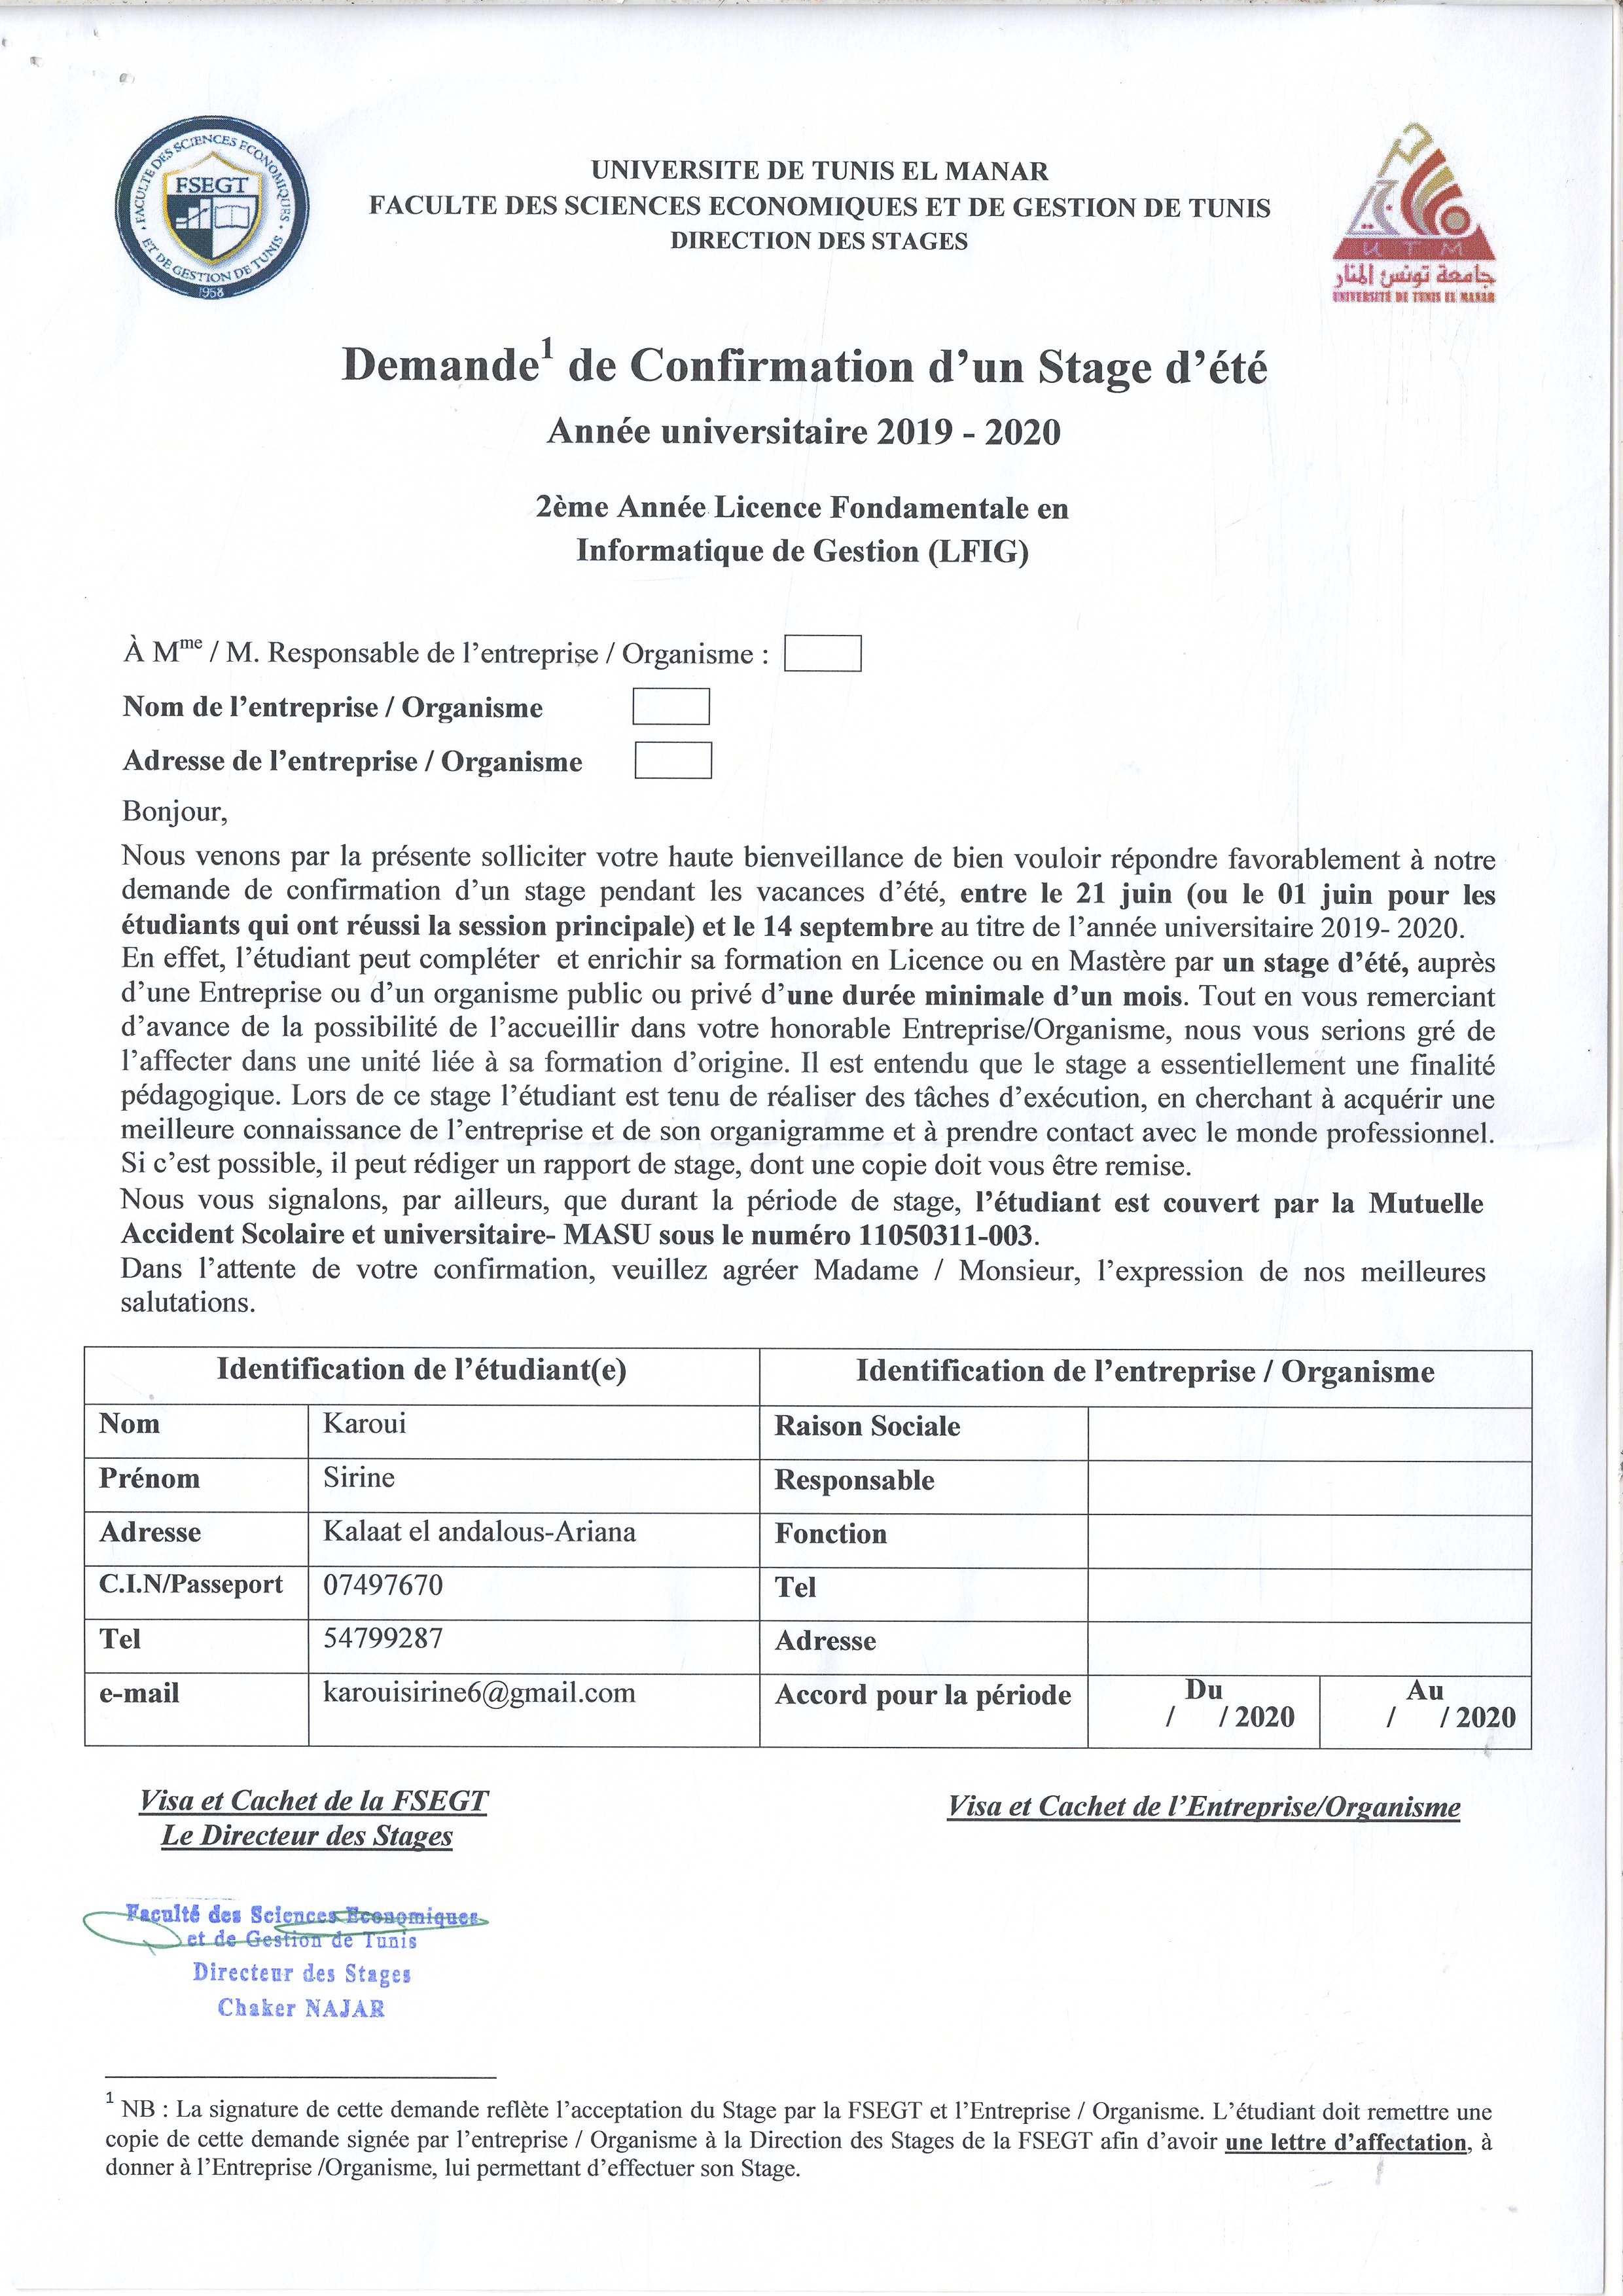 FACULTE DES SCIENCES ECONOMIQUES
ET DE GESTION DE TUNIS
FSEGT
1958
UNIVERSITE DE TUNIS EL MANAR
FACULTE DES SCIENCES ECONOMIQUES ET DE GESTION DE TUNIS
DIRECTION DES STAGES
U T M
جامعة تونس المنار
UNIVERSITÉ DE TUNIS EL MANAR
Demande¹ de Confirmation d’un Stage d’été
Année universitaire 2019 - 2020
2ème Année Licence Fondamentale en
Informatique de Gestion (LFIG)
À Mme / M. Responsable de l’entreprise / Organisme :
Nom de l’entreprise / Organisme
Adresse de l’entreprise / Organisme
Bonjour,
Nous venons par la présente solliciter votre haute bienveillance de bien vouloir répondre favorablement à notre
demande de confirmation d’un stage pendant les vacances d’été, entre le 21 juin (ou le 01 juin pour les
étudiants qui ont réussi la session principale) et le 14 septembre au titre de l’année universitaire 2019- 2020.
En effet, l’étudiant peut compléter et enrichir sa formation en Licence ou en Mastère par un stage d’été, auprès
d’une Entreprise ou d’un organisme public ou privé d’une durée minimale d’un mois. Tout en vous remerciant
d’avance de la possibilité de l’accueillir dans votre honorable Entreprise/Organisme, nous vous serions gré de
l’affecter dans une unité liée à sa formation d’origine. Il est entendu que le stage a essentiellement une finalité
pédagogique. Lors de ce stage l’étudiant est tenu de réaliser des tâches d’exécution, en cherchant à acquérir une
meilleure connaissance de l’entreprise et de son organigramme et à prendre contact avec le monde professionnel.
Si c’est possible, il peut rédiger un rapport de stage, dont une copie doit vous être remise.
Nous vous signalons, par ailleurs, que durant la période de stage, l’étudiant est couvert par la Mutuelle
Accident Scolaire et universitaire- MASU sous le numéro 11050311-003.
Dans l’attente de votre confirmation, veuillez agréer Madame / Monsieur, l’expression de nos meilleures
salutations.
Identification de l’étudiant(e) Identification de l’entreprise / Organisme
Nom Karoui Raison Sociale
Prénom Sirine Responsable
Adresse Kalaat el andalous-Ariana Fonction
C.I.N/Passeport 07497670 Tel
Tel 54799287 Adresse
e-mail karouisirine6@gmail.com Accord pour la période Du Au
/ / 2020 / / 2020
Visa et Cachet de la FSEGT Visa et Cachet de l’Entreprise/Organisme
Le Directeur des Stages
Faculté des Sciences Economiques
et de Gestion de Tunis
Directeur des Stages
Chaker NAJAR
¹ NB : La signature de cette demande reflète l’acceptation du Stage par la FSEGT et l’Entreprise / Organisme. L’étudiant doit remettre une
copie de cette demande signée par l’entreprise / Organisme à la Direction des Stages de la FSEGT afin d’avoir une lettre d’affectation, à
donner à l’Entreprise /Organisme, lui permettant d’effectuer son Stage.